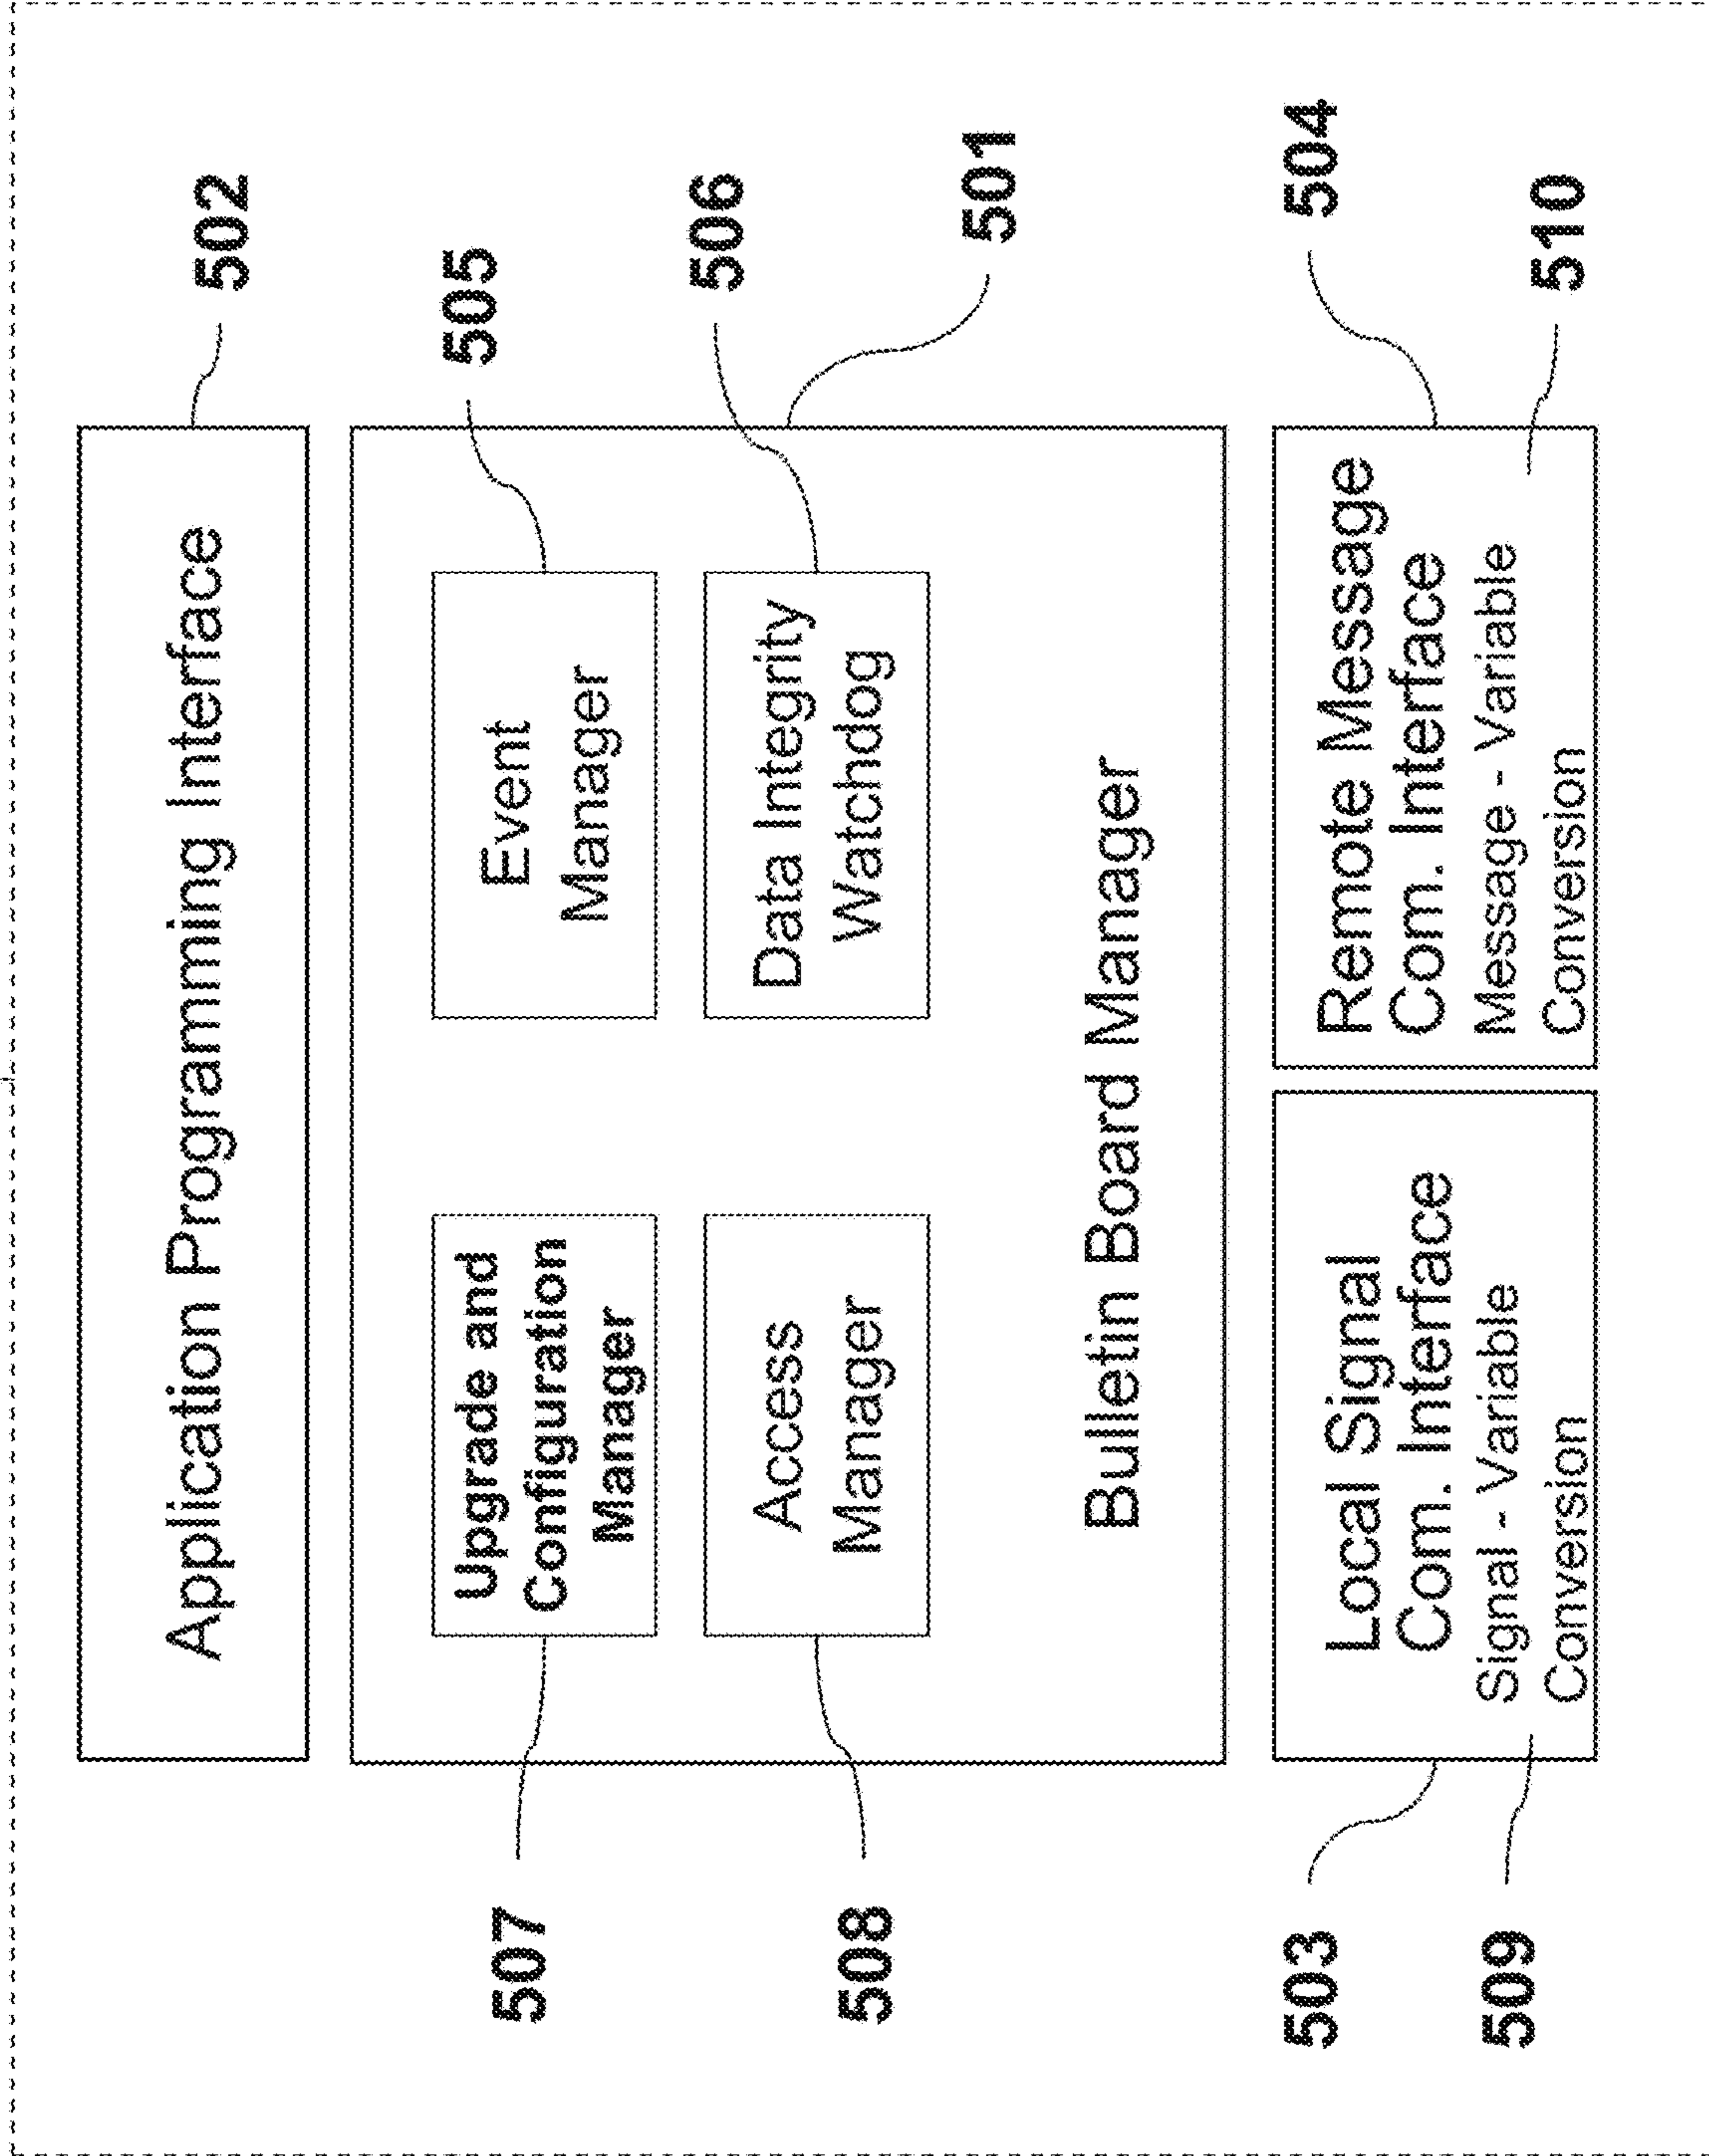 Application Programming Interface
502
Upgrade and
Configuration
Manager
507
Event
Manager
505
Access
Manager
508
Data Integrity
Watchdog
506
Bulletin Board Manager
501
Local Signal
Com. Interface
Signal - Variable
Conversion
503
509
Remote Message
Com. Interface
Message - Variable
Conversion
504
510